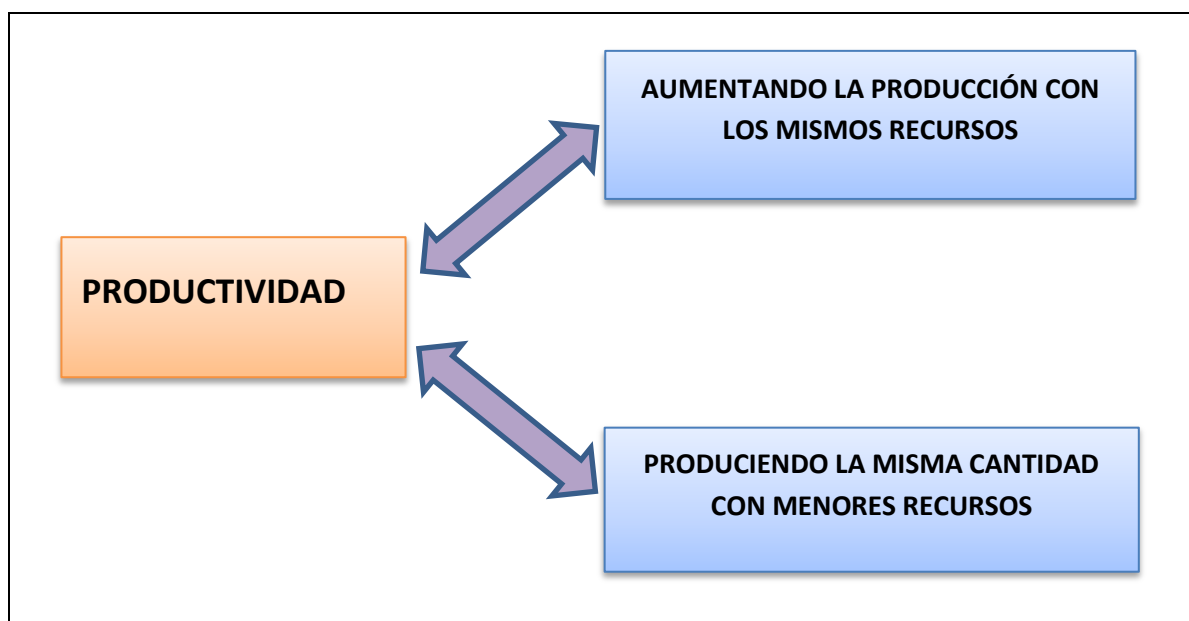 AUMENTANDO LA PRODUCCIÓN CON
LOS MISMOS RECURSOS
PRODUCTIVIDAD
PRODUCIENDO LA MISMA CANTIDAD
CON MENORES RECURSOS